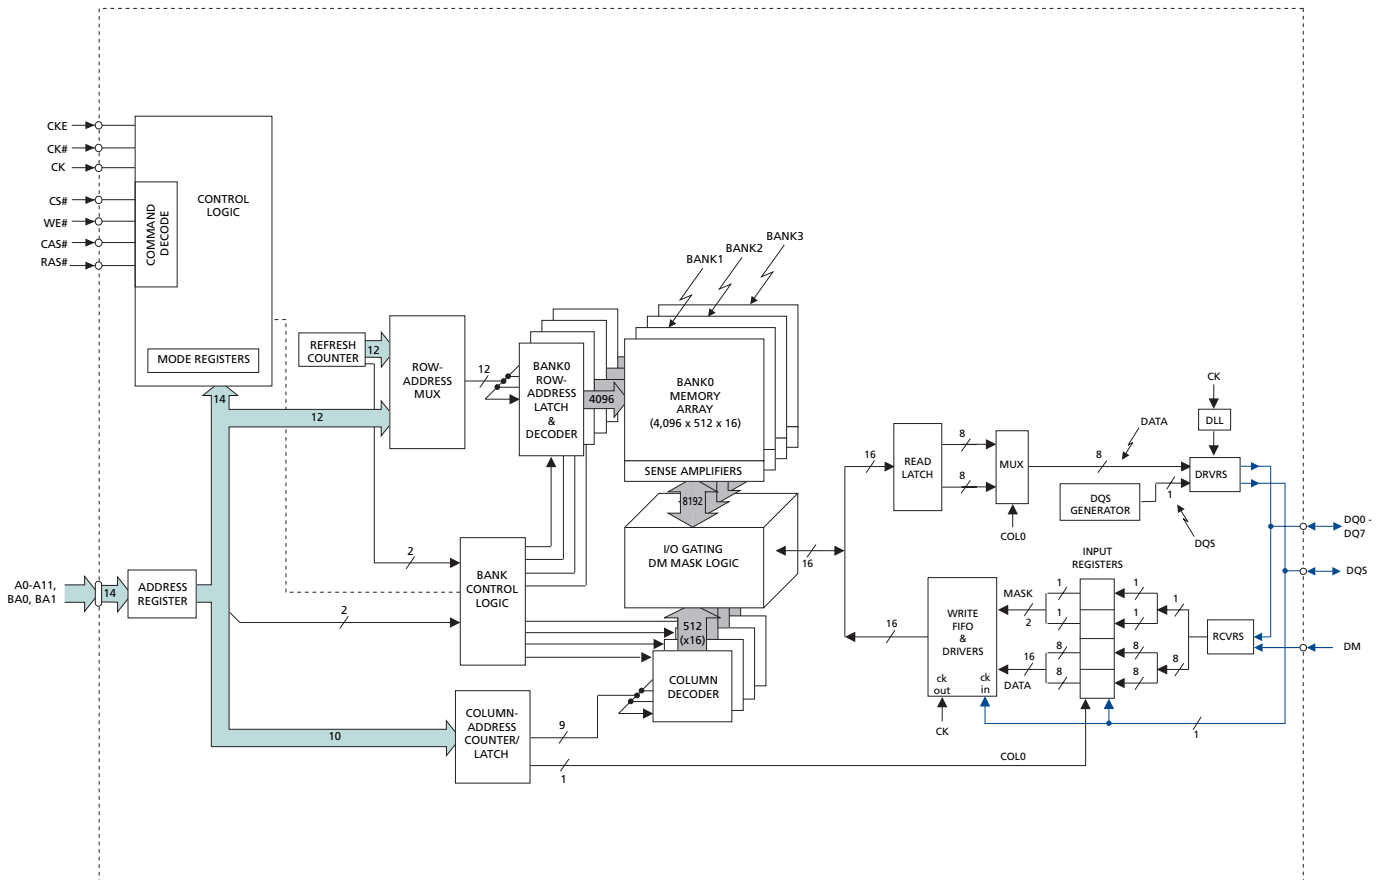 CKE
CK#
CK
CS#
WE#
CAS#
RAS#
COMMAND
DECODE
CONTROL
LOGIC
MODE REGISTERS
14
12
REFRESH
COUNTER
12
ROW-
ADDRESS
MUX
12
BANK0
ROW-
ADDRESS
LATCH
&
DECODER
4096
BANK1
BANK2
BANK3
BANK0
MEMORY
ARRAY
(4,096 x 512 x 16)
SENSE AMPLIFIERS
8192
I/O GATING
DM MASK LOGIC
16
A0-A11,
BA0, BA1
14
ADDRESS
REGISTER
2
2
BANK
CONTROL
LOGIC
512
(x16)
COLUMN
DECODER
10
COLUMN-
ADDRESS
COUNTER/
LATCH
9
1
COL0
16
READ
LATCH
8
8
MUX
COL0
8
DATA
DQS
GENERATOR
1
DQS
CK
DLL
DRVRS
DQ0 -
DQ7
DQS
DM
INPUT
REGISTERS
RCVRS
16
WRITE
FIFO
&
DRIVERS
ck
out
ck
in
CK
MASK
2
16
DATA
1
1
8
8
1
1
8
8
1
8
1